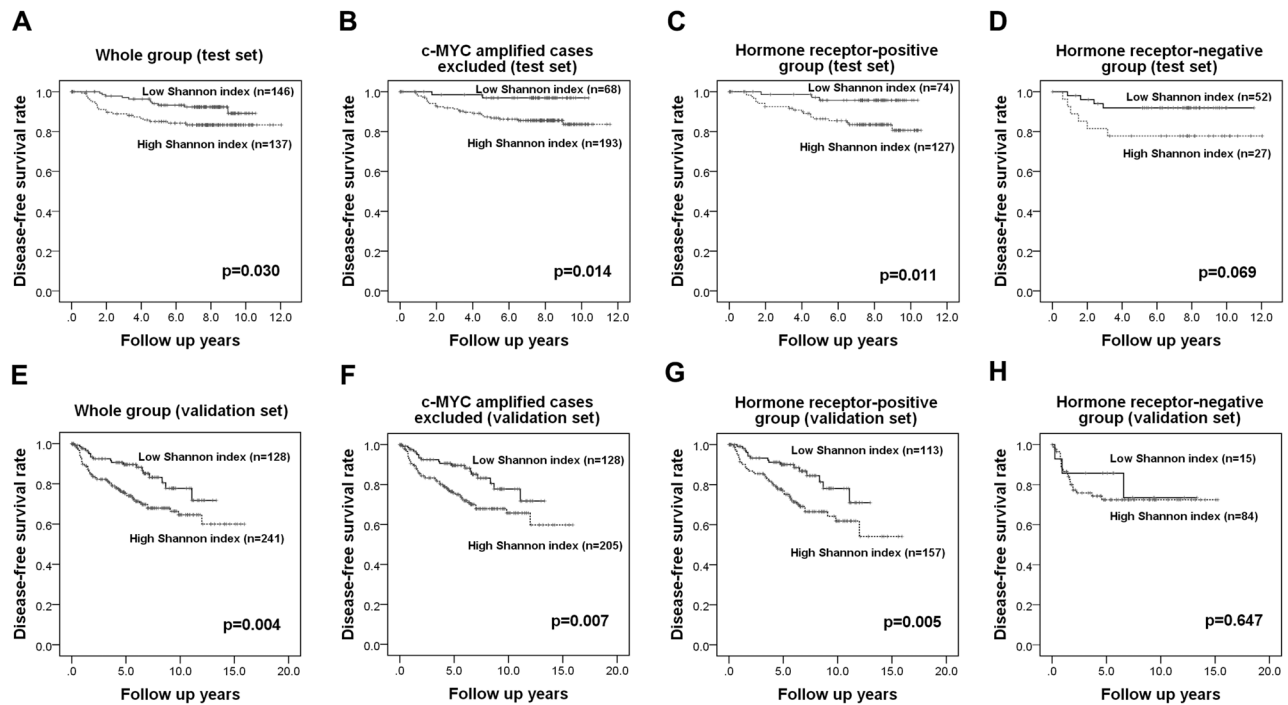 A
Whole group (test set)
Disease-free survival rate
1.0
0.8
0.6
0.4
0.2
0.0
Low Shannon index (n=146)
High Shannon index (n=137)
p=0.030
.0 2.0 4.0 6.0 8.0 10.0 12.0
Follow up years
B
c-MYC amplified cases
excluded (test set)
Disease-free survival rate
1.0
0.8
0.6
0.4
0.2
0.0
Low Shannon index (n=68)
High Shannon index (n=193)
p=0.014
.0 2.0 4.0 6.0 8.0 10.0 12.0
Follow up years
C
Hormone receptor-positive
group (test set)
Disease-free survival rate
1.0
0.8
0.6
0.4
0.2
0.0
Low Shannon index (n=74)
High Shannon index (n=127)
p=0.011
.0 2.0 4.0 6.0 8.0 10.0 12.0
Follow up years
D
Hormone receptor-negative
group (test set)
Disease-free survival rate
1.0
0.8
0.6
0.4
0.2
0.0
Low Shannon index (n=52)
High Shannon index (n=27)
p=0.069
.0 2.0 4.0 6.0 8.0 10.0 12.0
Follow up years
E
Whole group (validation set)
Disease-free survival rate
1.0
0.8
0.6
0.4
0.2
0.0
Low Shannon index (n=128)
High Shannon index (n=241)
p=0.004
.0 5.0 10.0 15.0 20.0
Follow up years
F
c-MYC amplified cases
excluded (validation set)
Disease-free survival rate
1.0
0.8
0.6
0.4
0.2
0.0
Low Shannon index (n=128)
High Shannon index (n=205)
p=0.007
.0 5.0 10.0 15.0 20.0
Follow up years
G
Hormone receptor-positive
group (validation set)
Disease-free survival rate
1.0
0.8
0.6
0.4
0.2
0.0
Low Shannon index (n=113)
High Shannon index (n=157)
p=0.005
.0 5.0 10.0 15.0 20.0
Follow up years
H
Hormone receptor-negative
group (validation set)
Disease-free survival rate
1.0
0.8
0.6
0.4
0.2
0.0
Low Shannon index (n=15)
High Shannon index (n=84)
p=0.647
.0 5.0 10.0 15.0 20.0
Follow up years